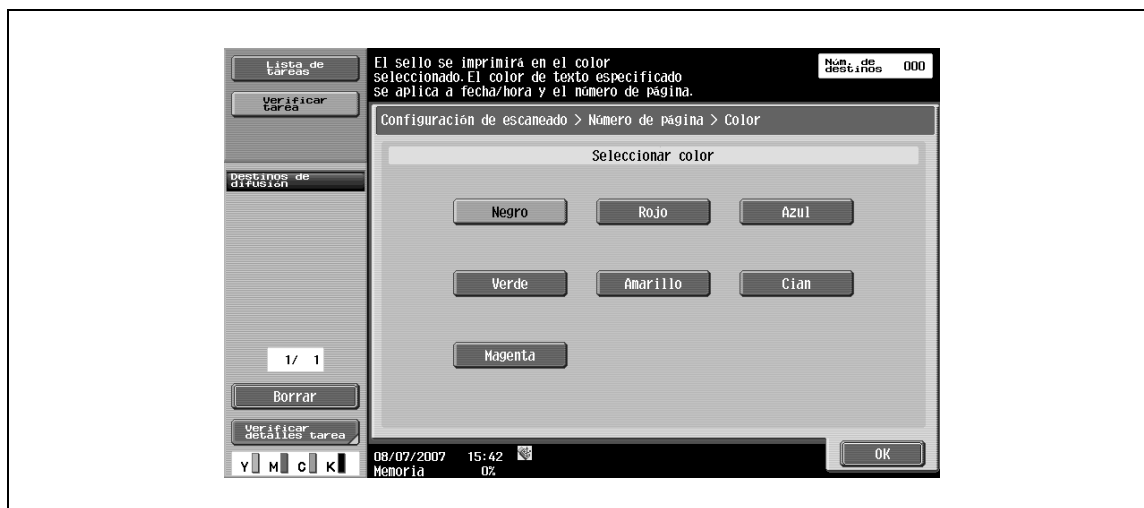 Lista de
tareas
Verificar
tarea
Destinos de
difusión
1/ 1
Borrar
Verificar
detalles tarea
Y M C K
El sello se imprimirá en el color
seleccionado.El color de texto especificado
se aplica a fecha/hora y el número de página.
Núm. de
destinos 000
Configuración de escaneado > Número de página > Color
Seleccionar color
Negro Rojo Azul
Verde Amarillo Cian
Magenta
08/07/2007 15:42
Memoria 0%
OK